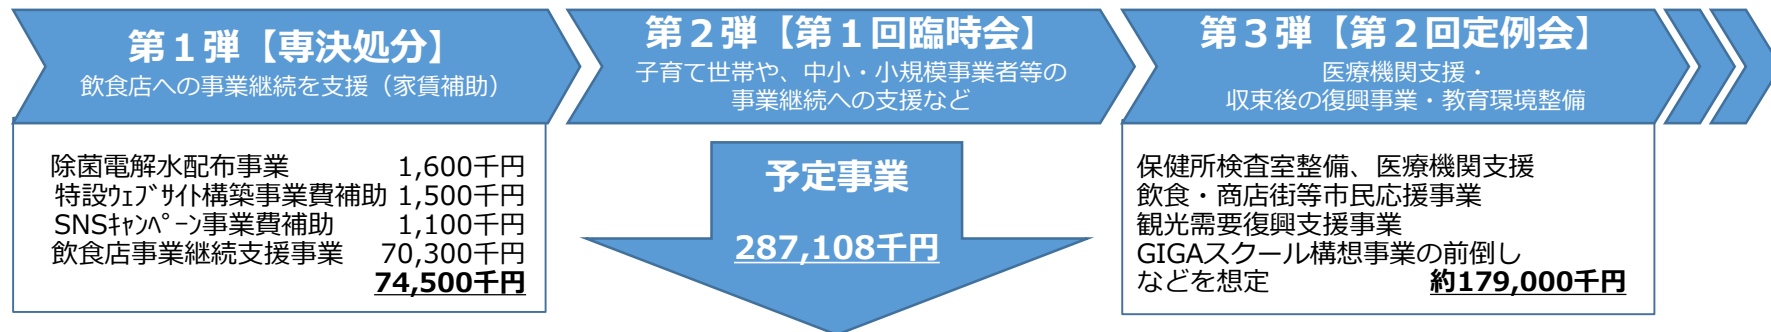 第１弾【専決処分】
飲食店への事業継続を支援（家賃補助）
除菌電解水配布事業 1,600千円
特設ｳｪﾌﾞｻｲﾄ構築事業費補助 1,500千円
SNSｷｬﾝﾍﾟｰﾝ事業費補助 1,100千円
飲食店事業継続支援事業 70,300千円
74,500千円
第２弾【第１回臨時会】
子育て世帯や、中小・小規模事業者等の
事業継続への支援など
予定事業
287,108千円
第３弾【第２回定例会】
医療機関支援・
収束後の復興事業・教育環境整備
保健所検査室整備、医療機関支援
飲食・商店街等市民応援事業
観光需要復興支援事業
GIGAスクール構想事業の前倒し
などを想定 約179,000千円